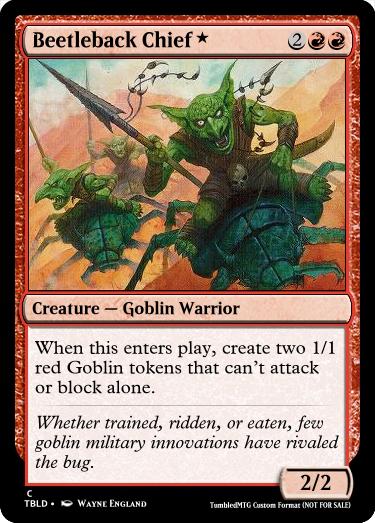 Beetleback Chief ★ 2
Creature — Goblin Warrior
When this enters play, create two 1/1
red Goblin tokens that can't attack
or block alone.
Whether trained, ridden, or eaten, few
goblin military innovations have rivaled
the bug.
2/2
C
TBLD • Wayne England
TumbledMTG Custom Format (NOT FOR SALE)